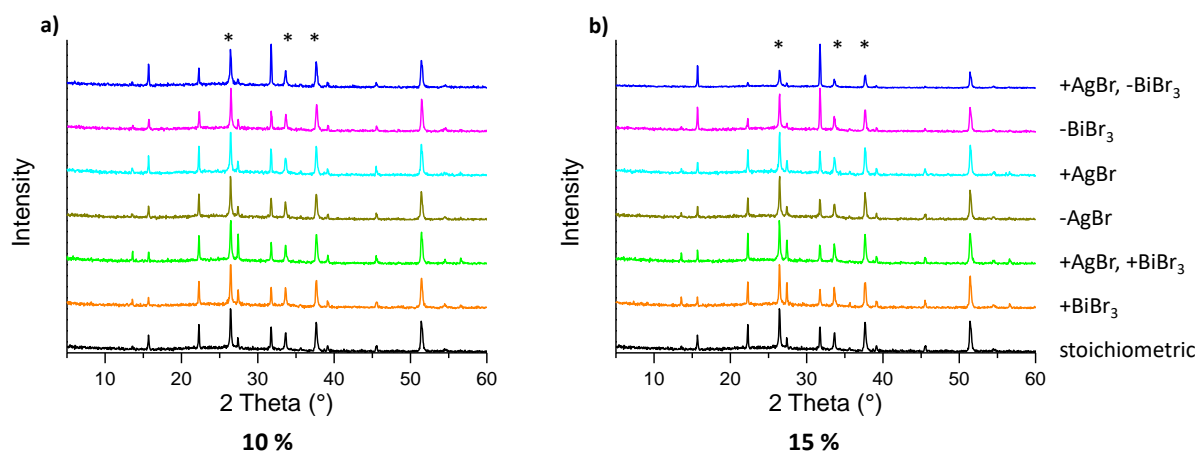 a)
* * *
Intensity
10 20 30 40 50 60
2 Theta (°)
10 %
b)
* * *
Intensity
10 20 30 40 50 60
2 Theta (°)
15 %
+AgBr, -BiBr₃
-BiBr₃
+AgBr
-AgBr
+AgBr, +BiBr₃
+BiBr₃
stoichiometric